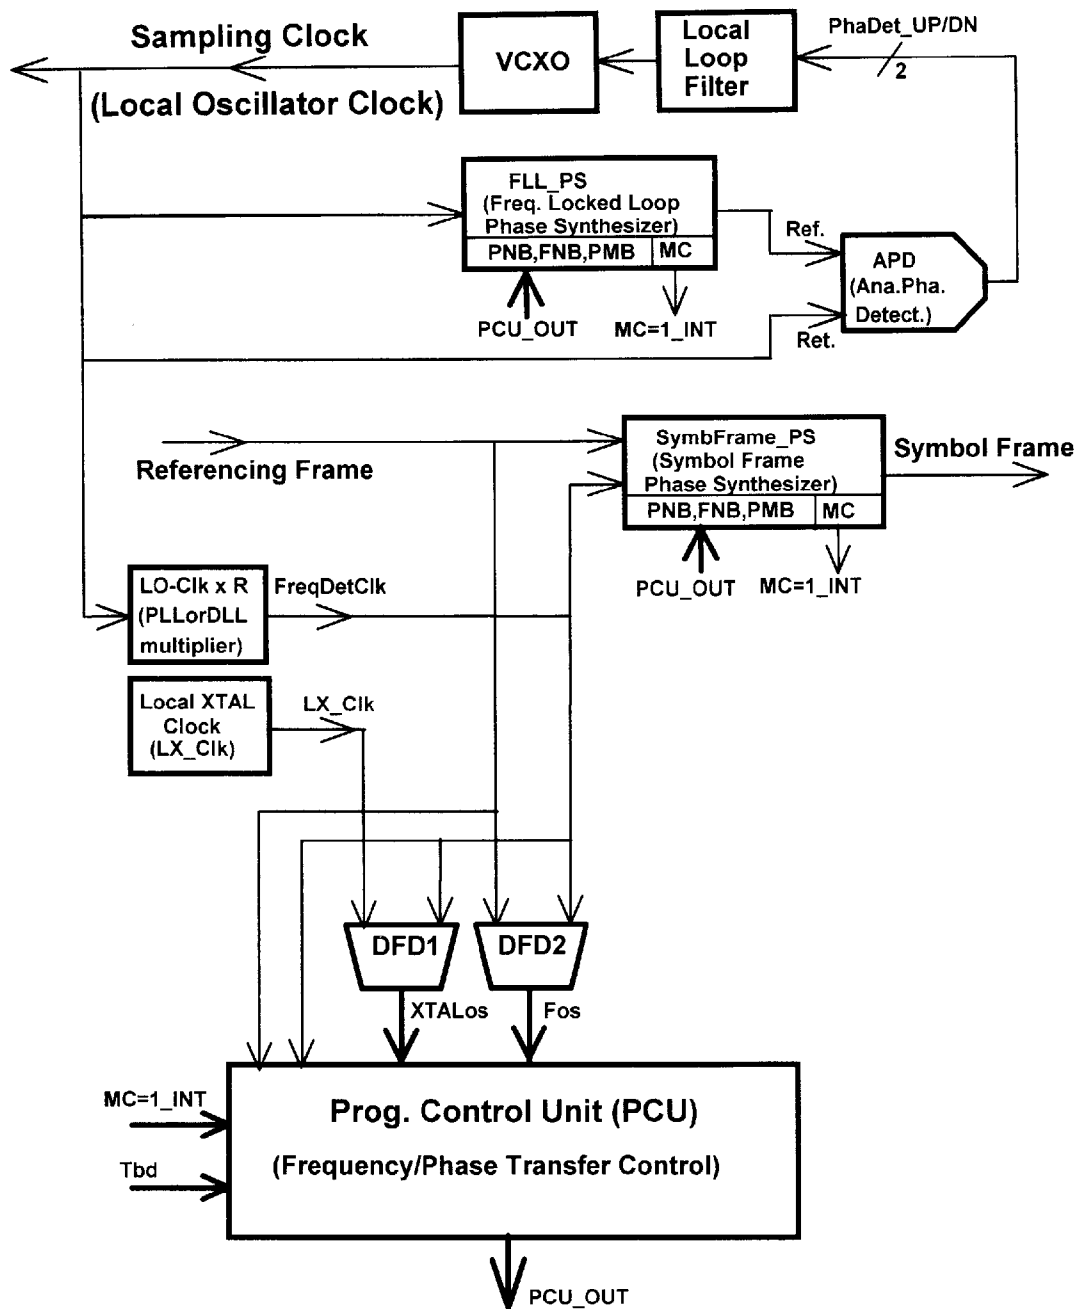 Sampling Clock
(Local Oscillator Clock)
VCXO
Local
Loop
Filter
PhaDet_UP/DN
2
FLL_PS
(Freq. Locked Loop
Phase Synthesizer)
PNB,FNB,PMB
MC
PCU_OUT
MC=1_INT
Ref.
APD
(Ana.Pha.
Detect.)
Ret.
Referencing Frame
SymbFrame_PS
(Symbol Frame
Phase Synthesizer)
PNB,FNB,PMB
MC
Symbol Frame
PCU_OUT
MC=1_INT
LO-Clk x R
(PLLorDLL
multiplier)
FreqDetClk
Local XTAL
Clock
(LX_Clk)
LX_Clk
DFD1
DFD2
XTALos
Fos
MC=1_INT
Tbd
Prog. Control Unit (PCU)
(Frequency/Phase Transfer Control)
PCU_OUT